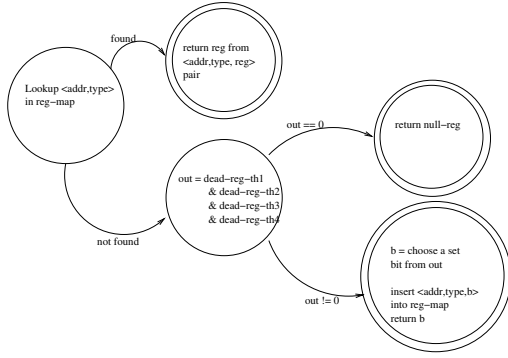 found
return reg from
<addr,type, reg>
pair
Lookup <addr,type>
in reg-map
out == 0
return null-reg
out = dead-reg-th1
& dead-reg-th2
& dead-reg-th3
& dead-reg-th4
not found
b = choose a set
bit from out
insert <addr,type,b>
into reg-map
return b
out != 0